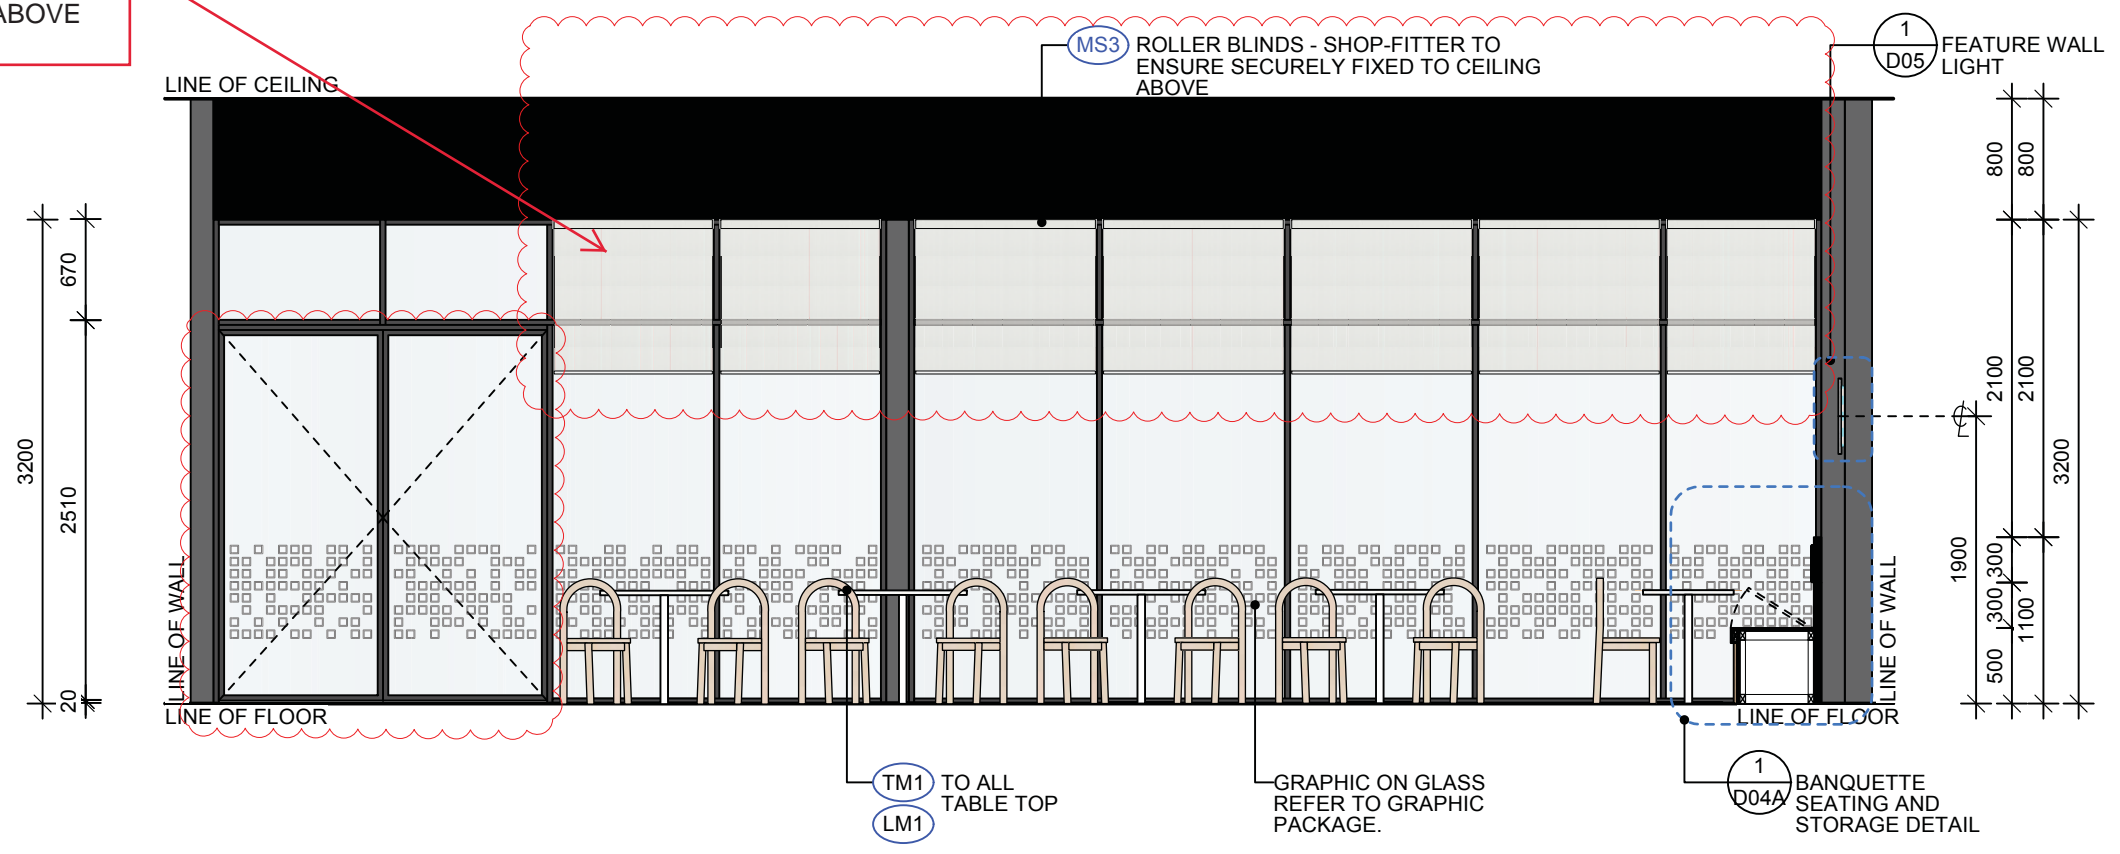 ABOVE
LINE OF CEILING
MS3
ROLLER BLINDS - SHOP-FITTER TO
ENSURE SECURELY FIXED TO CEILING
ABOVE
1
D05
FEATURE WALL
LIGHT
800
800
670
2510
3200
20
2100
2100
3200
1900
300
300
1100
500
LINE OF WALL
LINE OF WALL
LINE OF FLOOR
LINE OF FLOOR
TM1
TO ALL
TABLE TOP
LM1
GRAPHIC ON GLASS
REFER TO GRAPHIC
PACKAGE.
1
D04A
BANQUETTE
SEATING AND
STORAGE DETAIL